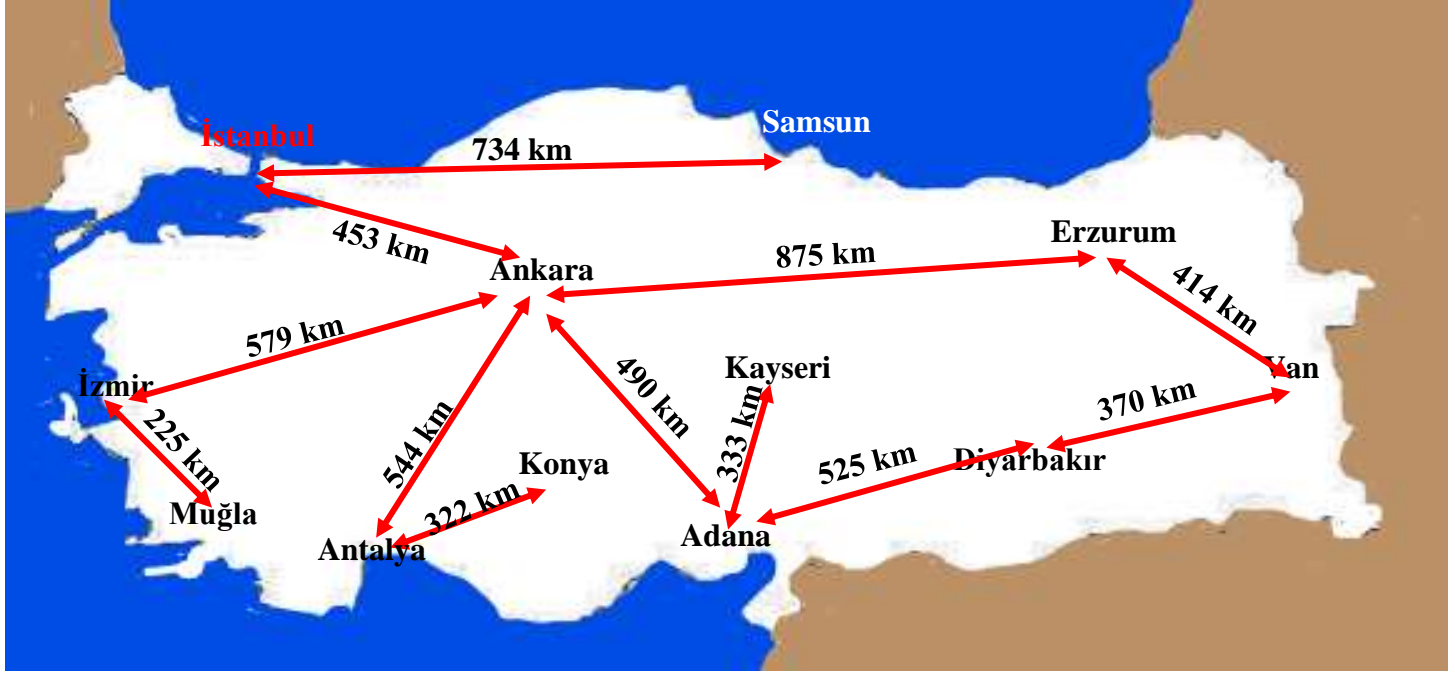 Samsun
İstanbul
734 km
453 km
Erzurum
875 km
Ankara
414 km
579 km
Kayseri
Van
İzmir
490 km
333 km
370 km
225 km
544 km
Konya
525 km
Diyarbakır
322 km
Muğla
Adana
Antalya